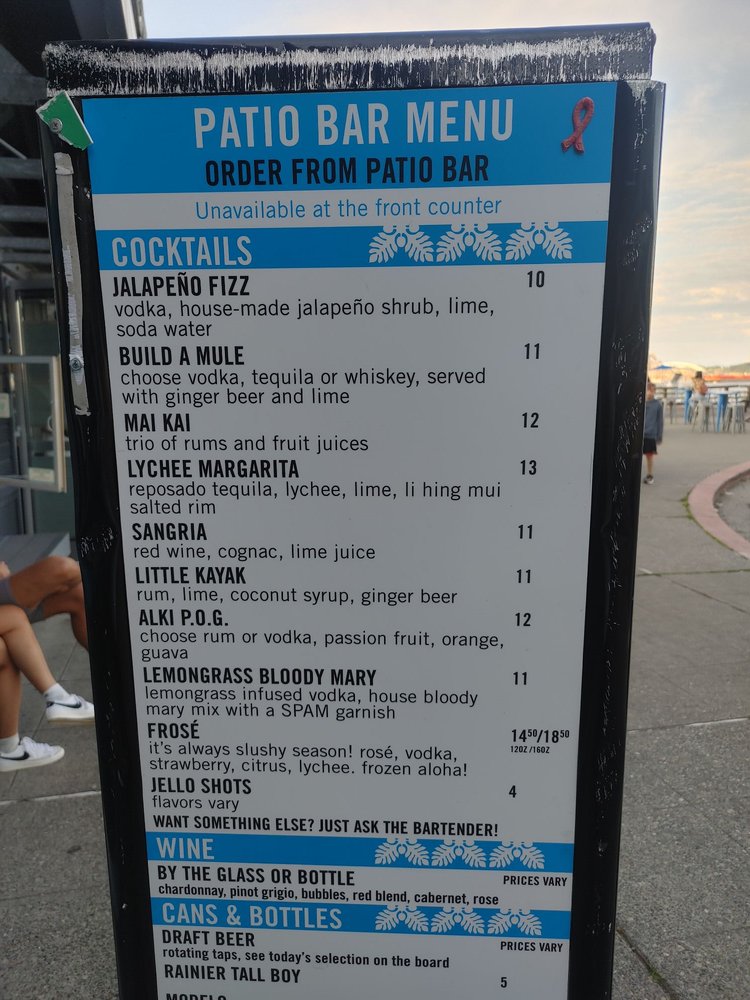 PATIO BAR MENU
ORDER FROM PATIO BAR
Unavailable at the front counter
COCKTAILS
JALAPEÑO FIZZ 10
vodka, house-made jalapeño shrub, lime,
soda water
BUILD A MULE 11
choose vodka, tequila or whiskey, served
with ginger beer and lime
MAI KAI 12
trio of rums and fruit juices
LYCHEE MARGARITA 13
reposado tequila, lychee, lime, li hing mui
salted rim
SANGRIA 11
red wine, cognac, lime juice
LITTLE KAYAK 11
rum, lime, coconut syrup, ginger beer
ALKI P.O.G. 12
choose rum or vodka, passion fruit, orange,
guava
LEMONGRASS BLOODY MARY 11
lemongrass infused vodka, house bloody
mary mix with a SPAM garnish
FROSÉ 14⁵⁰/18⁵⁰
12OZ /16OZ
it's always slushy season! rosé, vodka,
strawberry, citrus, lychee. frozen aloha!
JELLO SHOTS 4
flavors vary
WANT SOMETHING ELSE? JUST ASK THE BARTENDER!
WINE
BY THE GLASS OR BOTTLE PRICES VARY
chardonnay, pinot grigio, bubbles, red blend, cabernet, rose
CANS & BOTTLES
DRAFT BEER PRICES VARY
rotating taps, see today's selection on the board
RAINIER TALL BOY 5